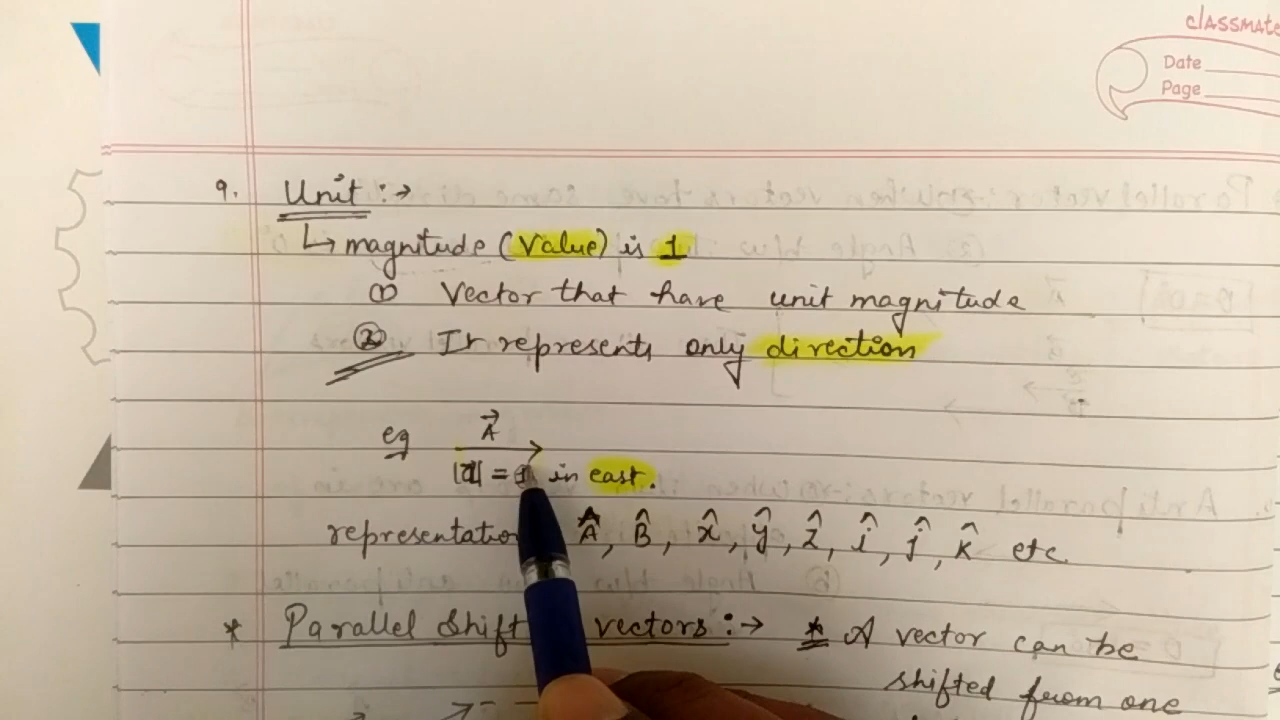 classmate
Date
Page
9. Unit :→
↳ magnitude (Value) is 1
① Vector that have unit magnitude
② It represents only direction
eg A⃗
= 1 in east.
representation Â, B̂, x̂, ŷ, ẑ, î, ĵ, k̂ etc.
* Parallel Shift vectors :→ * A vector can be
shifted from one